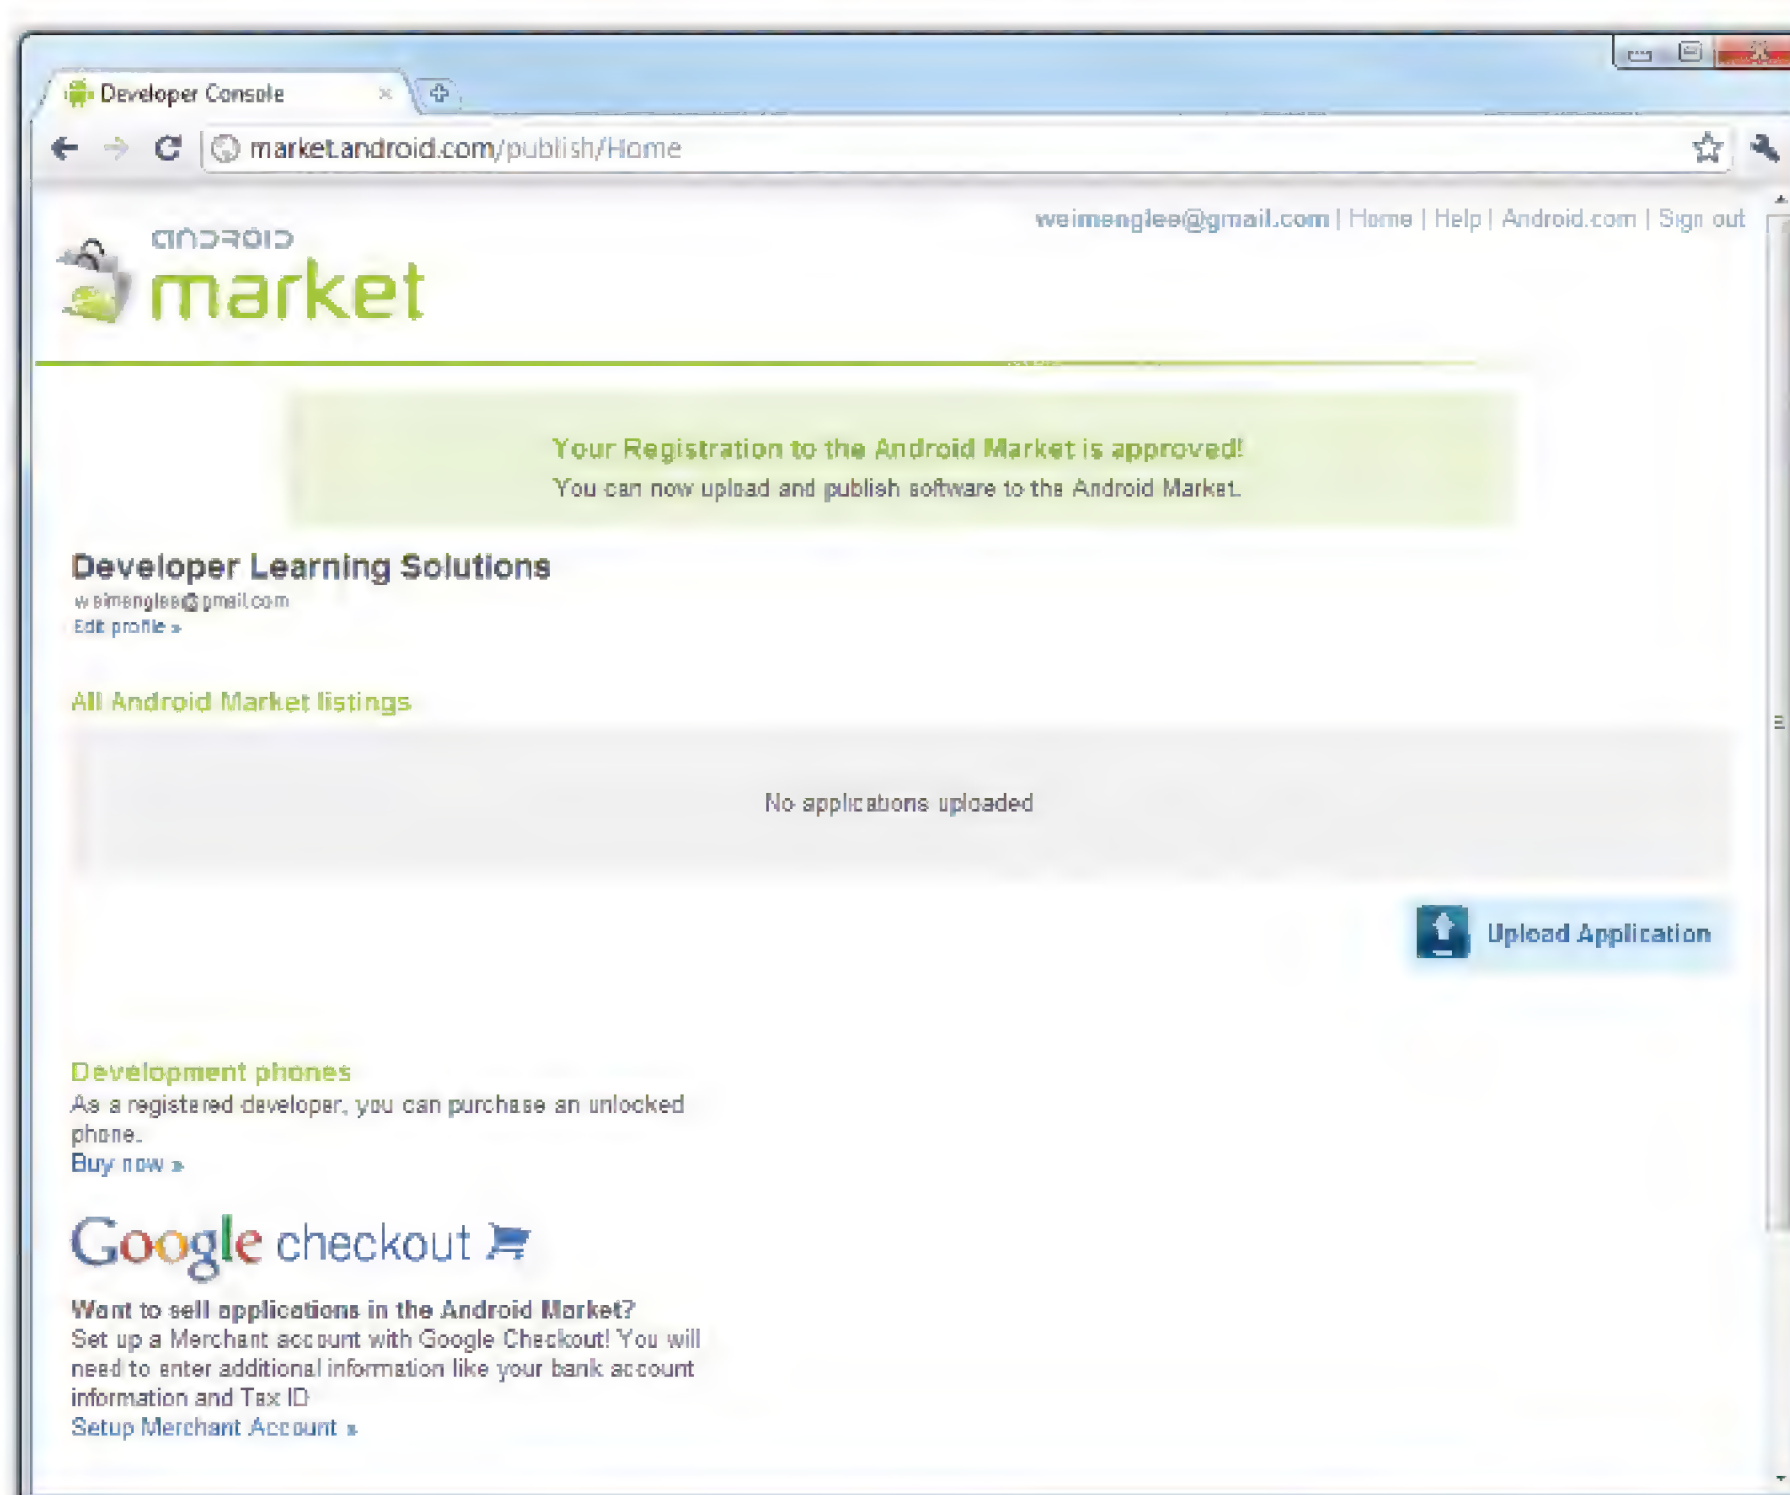 Developer Console
market.android.com/publish/Home
weimenglee@gmail.com | Home | Help | Android.com | Sign out
android
market
Your Registration to the Android Market is approved!
You can now upload and publish software to the Android Market.
Developer Learning Solutions
weimenglee@gmail.com
Edit profile »
All Android Market listings
No applications uploaded
Upload Application
Development phones
As a registered developer, you can purchase an unlocked
phone.
Buy now »
Google checkout
Want to sell applications in the Android Market?
Set up a Merchant account with Google Checkout! You will
need to enter additional information like your bank account
information and Tax ID
Setup Merchant Account »